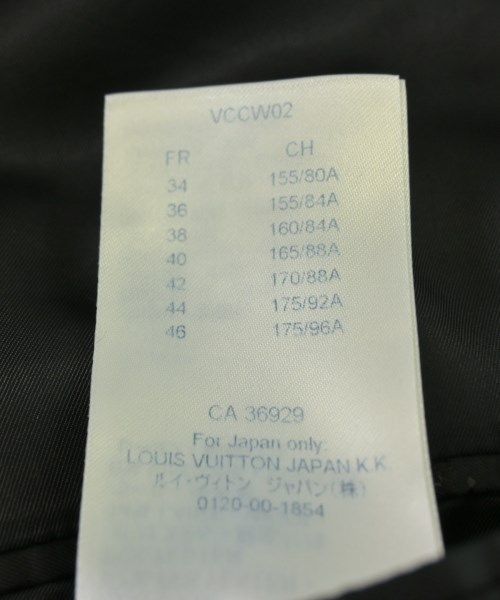 VCCW02
FR CH
34 155/80A
36 155/84A
38 160/84A
40 165/88A
42 170/88A
44 175/92A
46 175/96A
CA 36929
For Japan only:
LOUIS VUITTON JAPAN K.K.
ルイ・ヴィトン ジャパン(株)
0120-00-1854